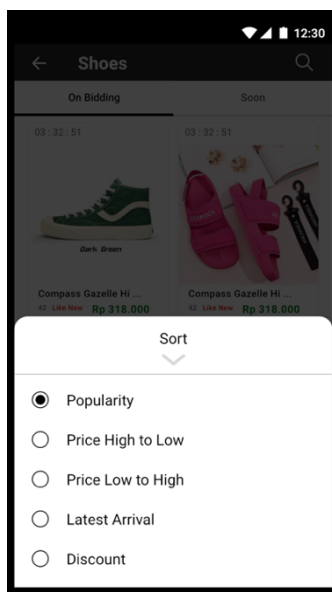 12:30
Shoes
On Bidding Soon
03 : 32 : 51 03 : 32 : 51
Dark Green
Compass Gazelle Hi ... Compass Gazelle Hi ...
42 Like New Rp 318.000 42 Like New Rp 318.000
Sort
Popularity
Price High to Low
Price Low to High
Latest Arrival
Discount